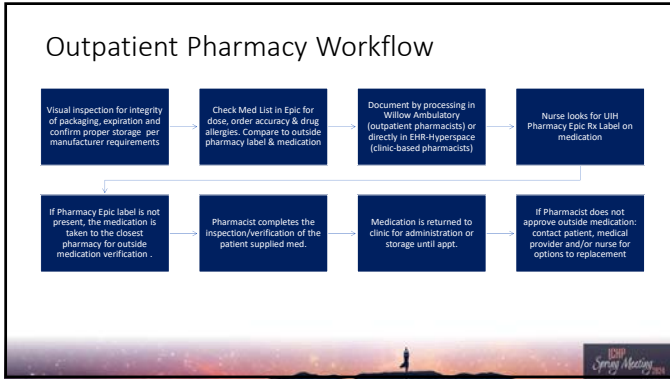 Outpatient Pharmacy Workflow
Visual inspection for integrity
of packaging, expiration and
confirm proper storage per
manufacturer requirements
Check Med List in Epic for
dose, order accuracy & drug
allergies. Compare to outside
pharmacy label & medication
Document by processing in
Willow Ambulatory
(outpatient pharmacists) or
directly in EHR-Hyperspace
(clinic-based pharmacists)
Nurse looks for UIH
Pharmacy Epic Rx Label on
medication
If Pharmacy Epic label is not
present, the medication is
taken to the closest
pharmacy for outside
medication verification .
Pharmacist completes the
inspection/verification of the
patient supplied med.
Medication is returned to
clinic for administration or
storage until appt.
If Pharmacist does not
approve outside medication:
contact patient, medical
provider and/or nurse for
options to replacement
ICHP
Spring Meeting 2024